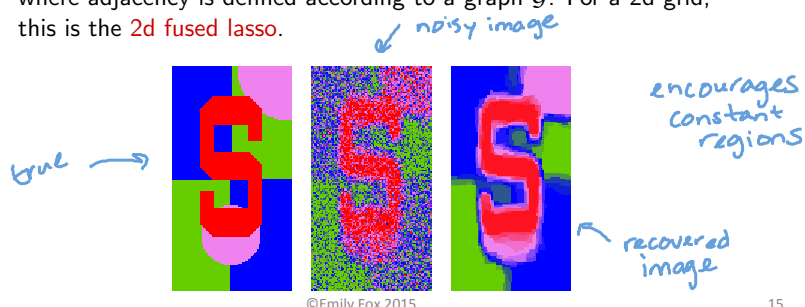 where adjacency is defined according to a graph G. For a 2d grid,
this is the 2d fused lasso.
noisy image
encourages
constant
regions
true
S
recovered
image
©Emily Fox 2015
15